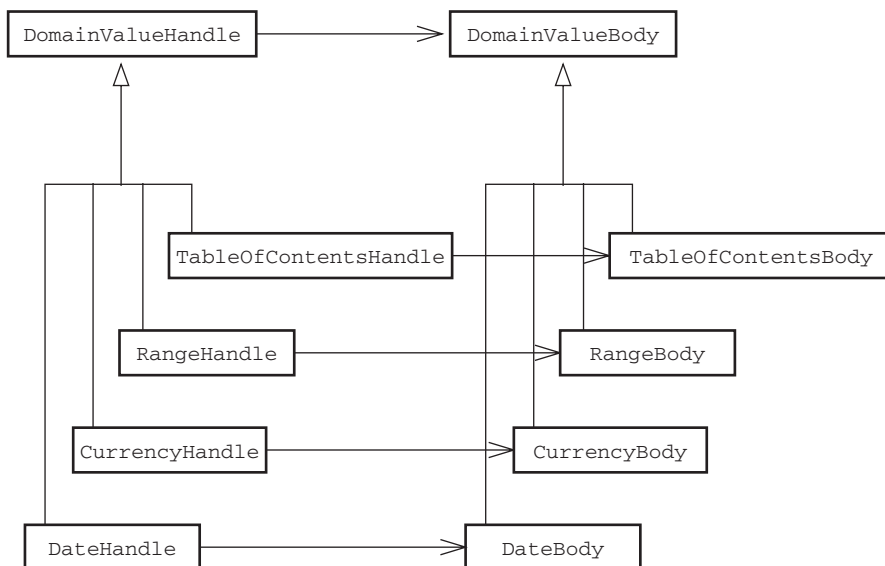 DomainValueHandle
DomainValueBody
TableOfContentsHandle
TableOfContentsBody
RangeHandle
RangeBody
CurrencyHandle
CurrencyBody
DateHandle
DateBody